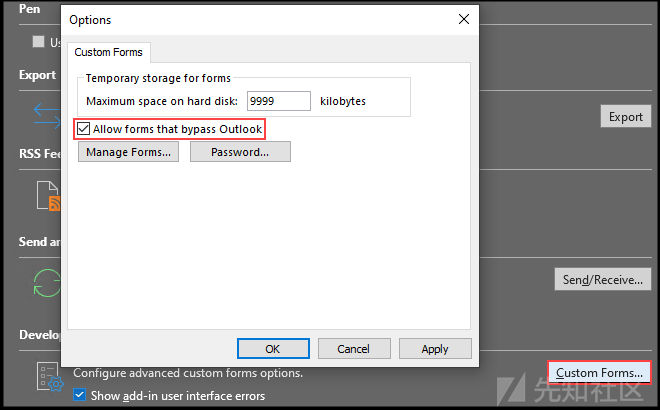 Pen
Us
Export
Export
RSS Fee
Send an
Send/Receive...
Develop
Configure advanced custom forms options.
Custom Forms...
Show add-in user interface errors
Options
Custom Forms
Temporary storage for forms
Maximum space on hard disk: 9999 kilobytes
Allow forms that bypass Outlook
Manage Forms... Password...
OK Cancel Apply
先知社区